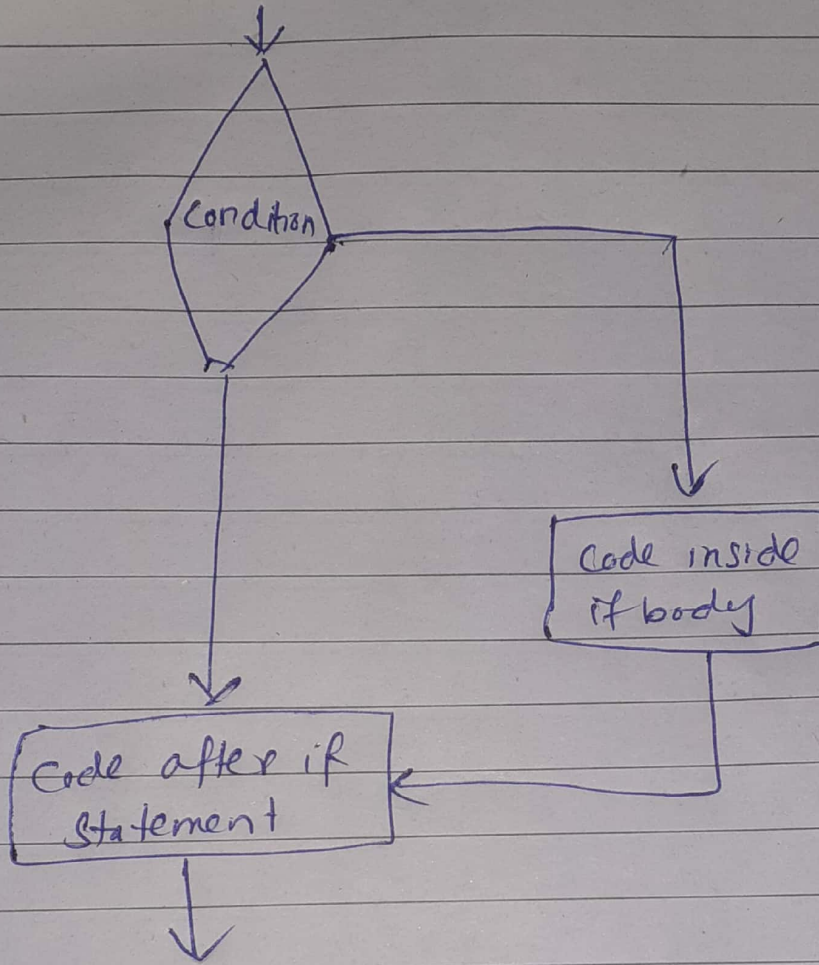 Condition
Code inside
if body
Code after if
Statement